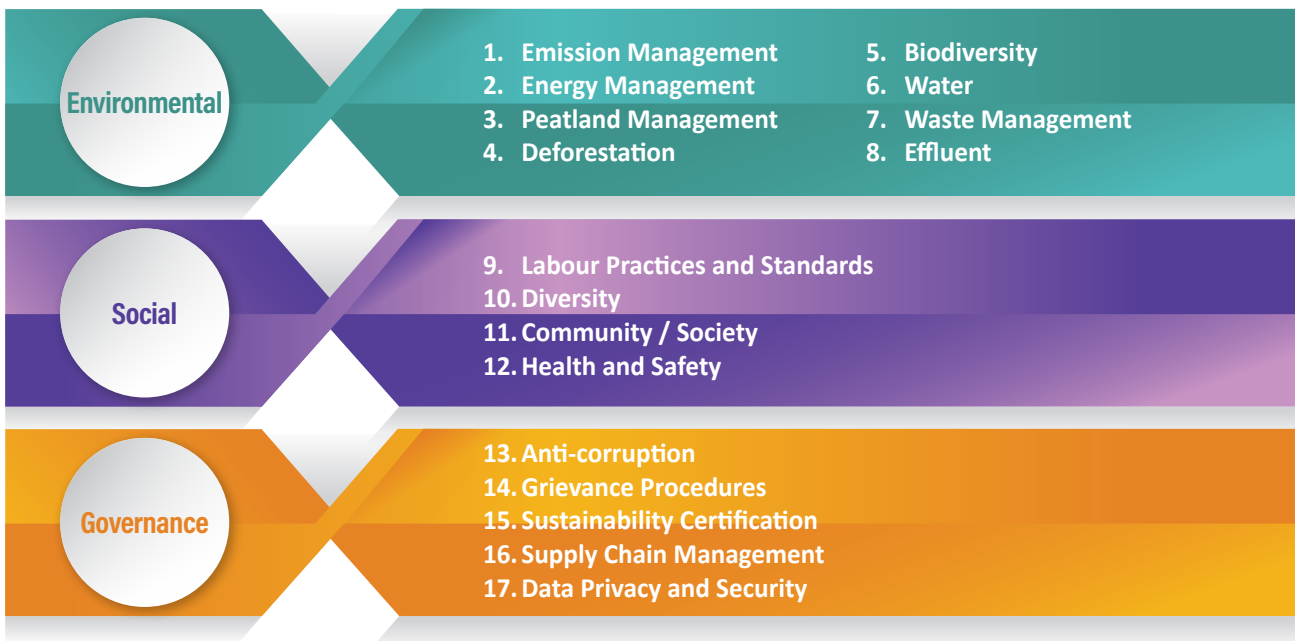 Environmental
1. Emission Management
2. Energy Management
3. Peatland Management
4. Deforestation
5. Biodiversity
6. Water
7. Waste Management
8. Effluent
Social
9. Labour Practices and Standards
10. Diversity
11. Community / Society
12. Health and Safety
Governance
13. Anti-corruption
14. Grievance Procedures
15. Sustainability Certification
16. Supply Chain Management
17. Data Privacy and Security